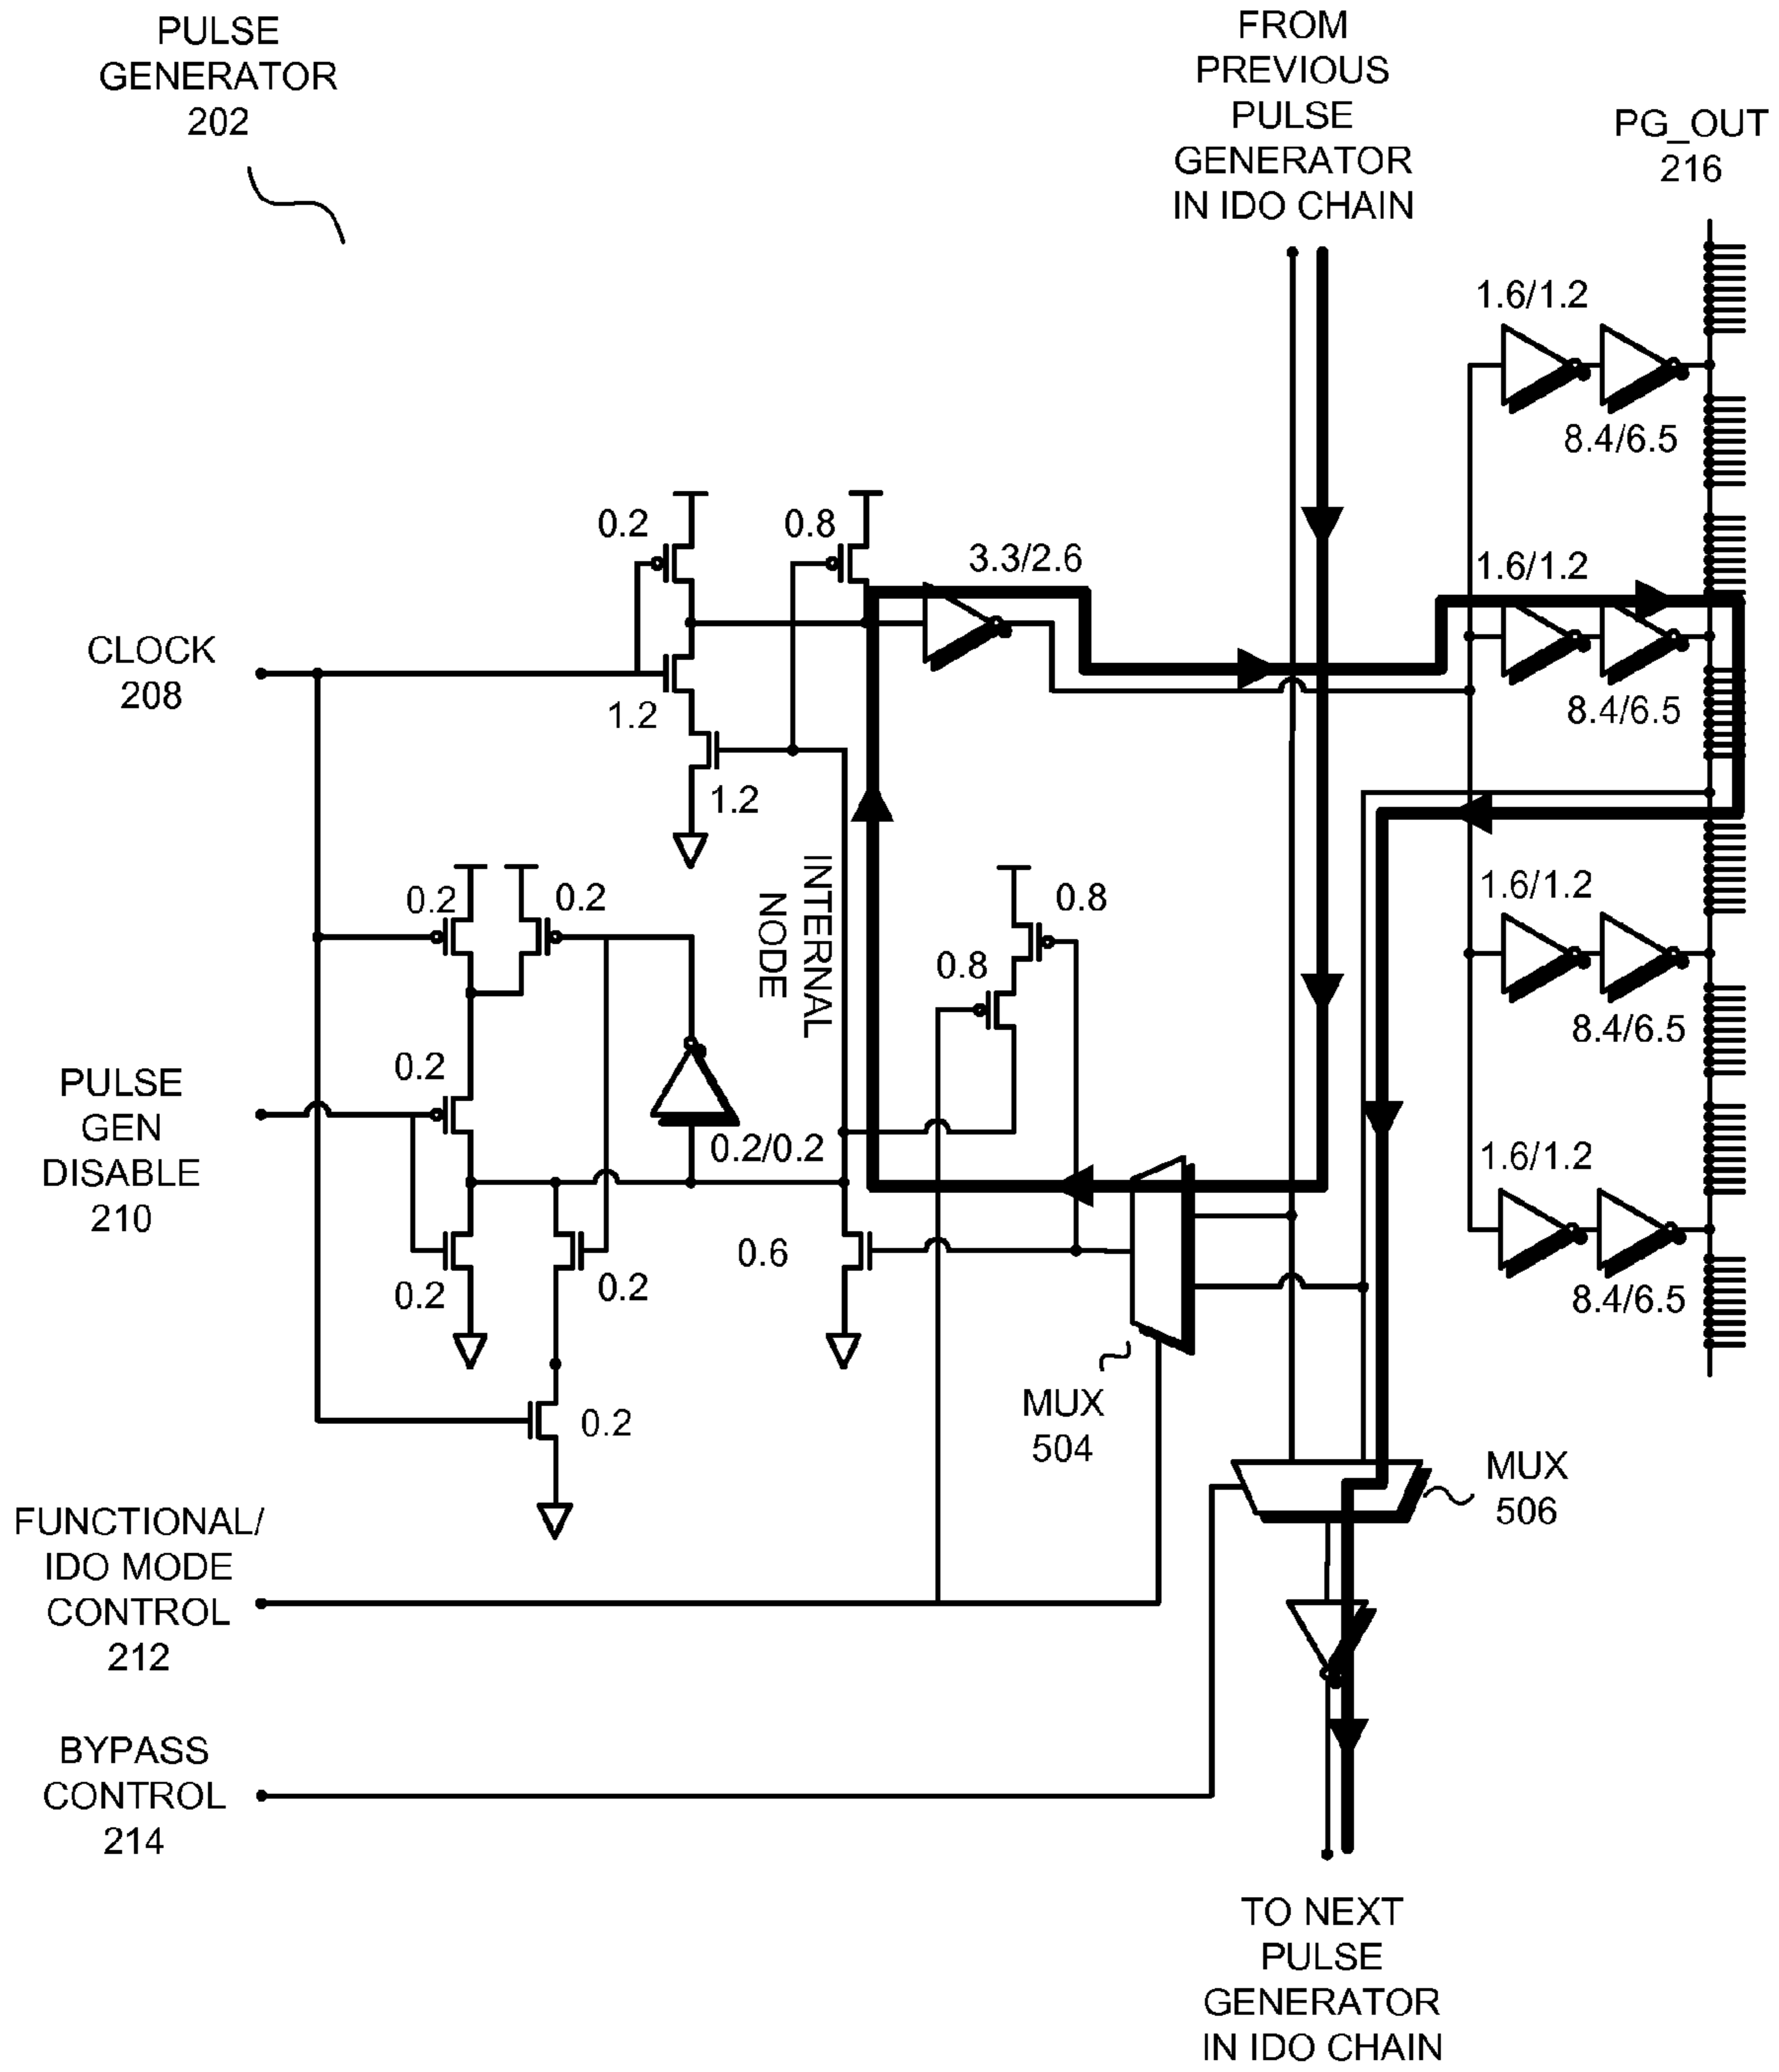 PULSE
GENERATOR
202
FROM
PREVIOUS
PULSE
GENERATOR
IN IDO CHAIN
PG_OUT
216
1.6/1.2
8.4/6.5
0.2
0.8
3.3/2.6
1.6/1.2
CLOCK
208
1.2
8.4/6.5
1.2
INTERNAL
NODE
0.2
0.2
0.8
1.6/1.2
0.8
8.4/6.5
PULSE
GEN
DISABLE
210
0.2
0.2/0.2
1.6/1.2
0.6
0.2
0.2
8.4/6.5
MUX
504
0.2
MUX
506
FUNCTIONAL/
IDO MODE
CONTROL
212
BYPASS
CONTROL
214
TO NEXT
PULSE
GENERATOR
IN IDO CHAIN